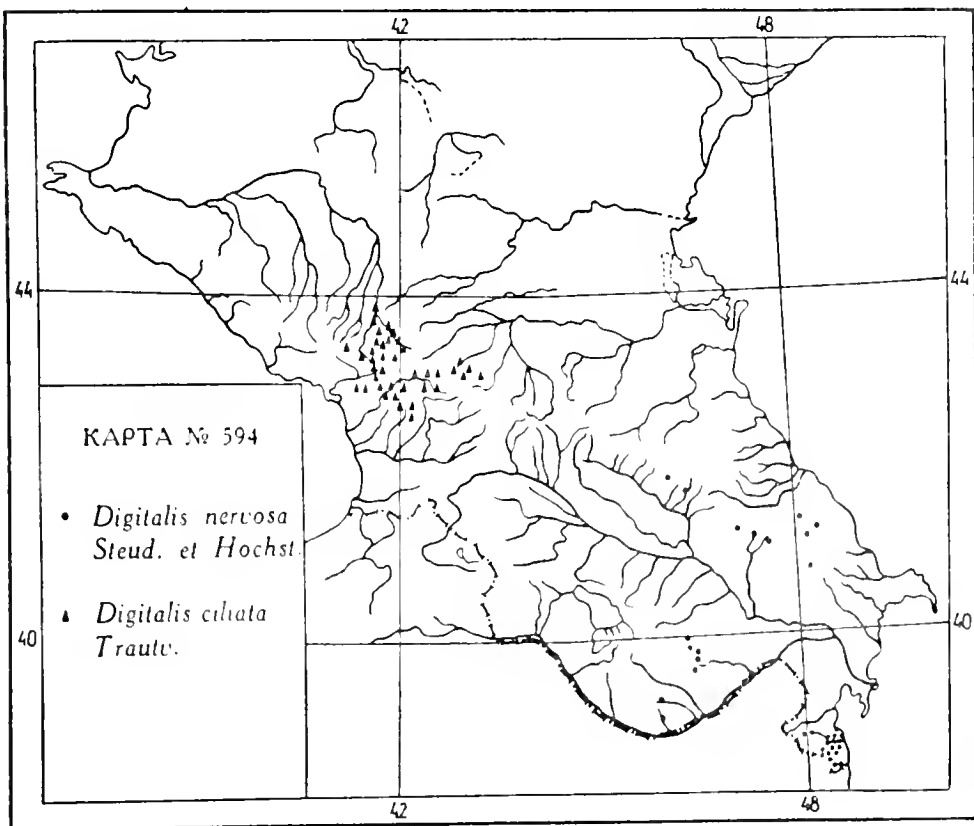 42 48
44 44
КАРТА № 594
• Digitalis nervosa
Steud. et Hochst.
▲ Digitalis ciliata
Trautv.
40 40
42 48